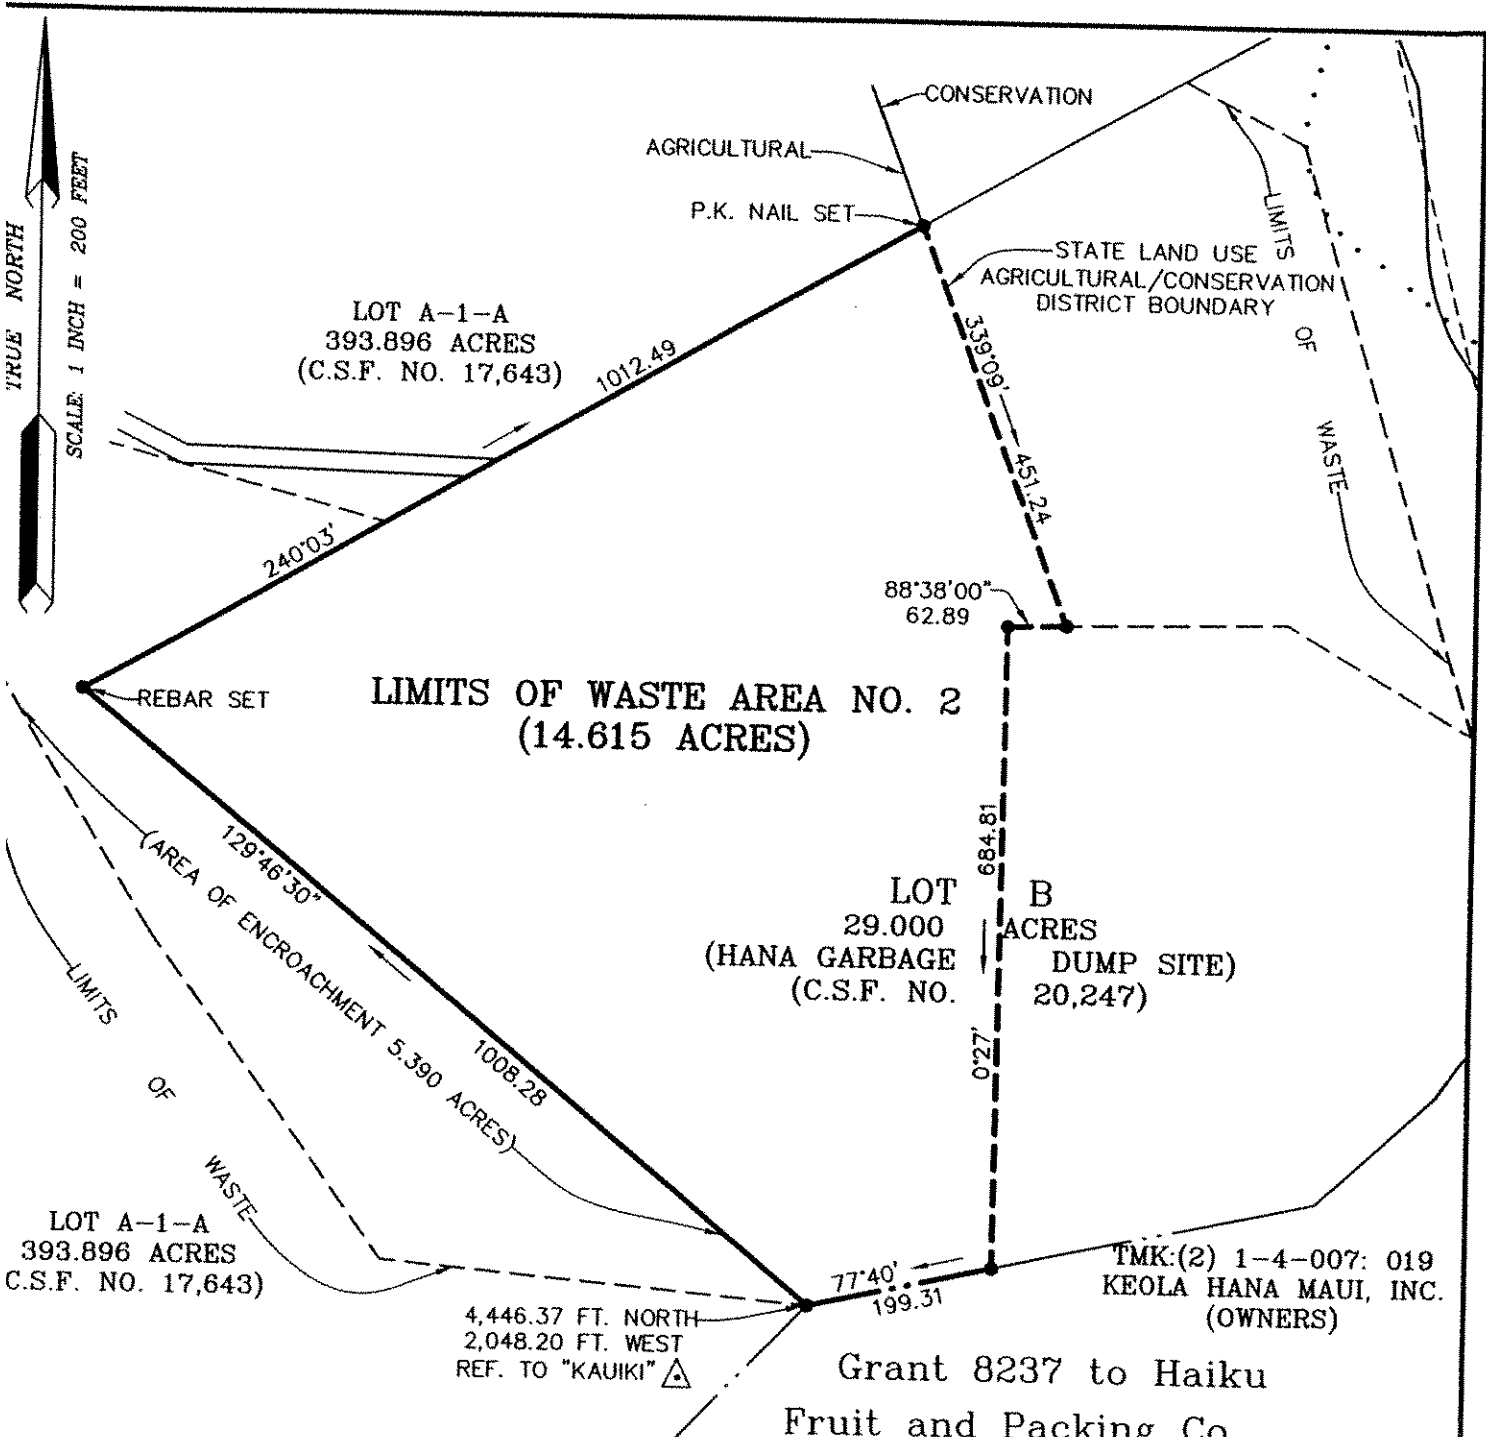 CONSERVATION
AGRICULTURAL
P.K. NAIL SET
TRUE NORTH
SCALE: 1 INCH = 200 FEET
LIMITS OF WASTE
STATE LAND USE
AGRICULTURAL/CONSERVATION
DISTRICT BOUNDARY
LOT A-1-A
393.896 ACRES
(C.S.F. NO. 17,643)
1012.49
339°09'
451.24
240°03'
88°38'00"
62.89
REBAR SET
LIMITS OF WASTE AREA NO. 2
(14.615 ACRES)
129°46'30"
(AREA OF ENCROACHMENT 5.390 ACRES)
1008.28
684.81
LOT B
29.000 ACRES
(HANA GARBAGE DUMP SITE)
(C.S.F. NO. 20,247)
0°27'
LIMITS OF WASTE
LOT A-1-A
393.896 ACRES
C.S.F. NO. 17,643)
77°40'
199.31
TMK:(2) 1-4-007: 019
KEOLA HANA MAUI, INC.
(OWNERS)
4,446.37 FT. NORTH
2,048.20 FT. WEST
REF. TO "KAUIKI"
Grant 8237 to Haiku
Fruit and Packing Co